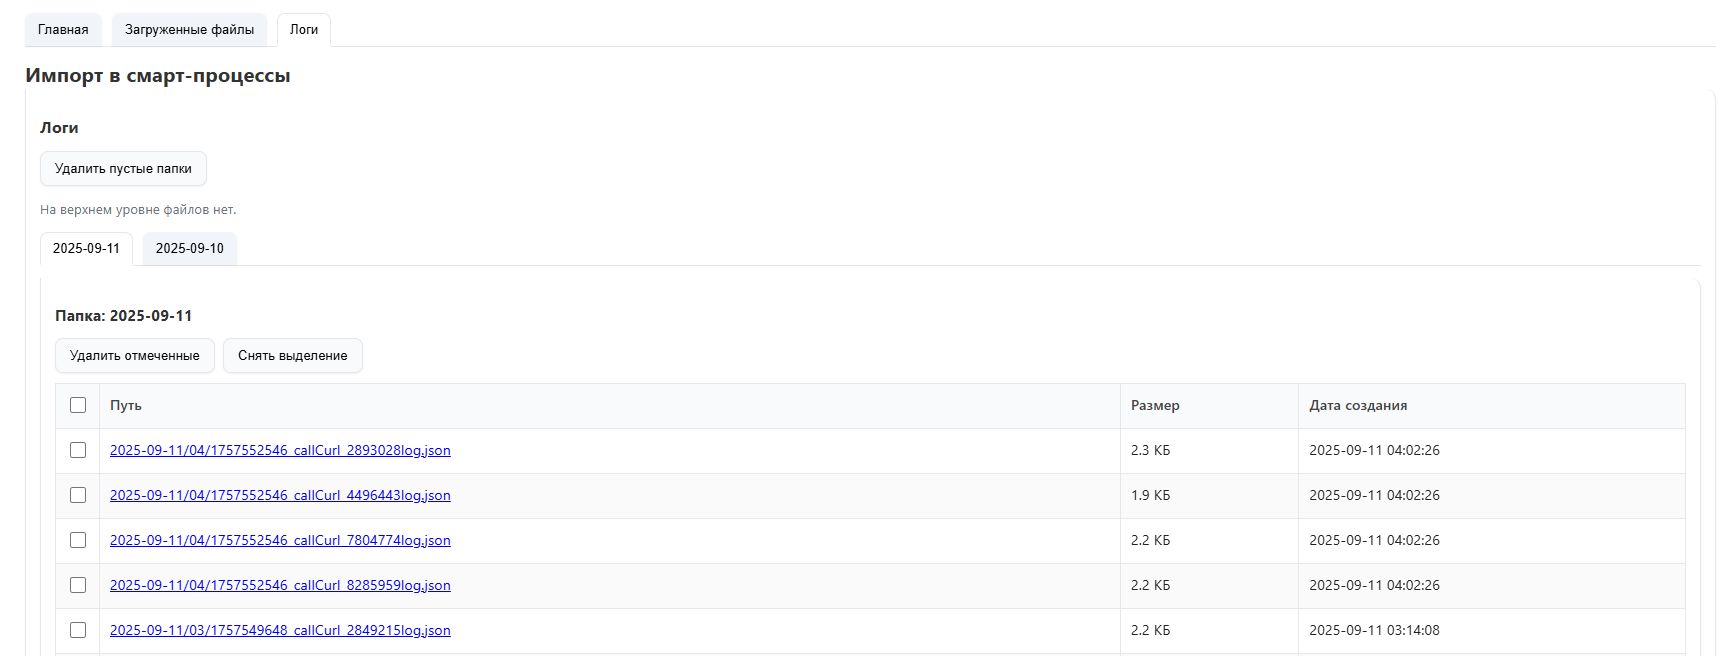 Главная Загруженные файлы Логи
Импорт в смарт-процессы
Логи
Удалить пустые папки
На верхнем уровне файлов нет.
2025-09-11 2025-09-10
Папка: 2025-09-11
Удалить отмеченные Снять выделение
Путь Размер Дата создания
2025-09-11/04/1757552546_callCurl_2893028log.json 2.3 КБ 2025-09-11 04:02:26
2025-09-11/04/1757552546_callCurl_4496443log.json 1.9 КБ 2025-09-11 04:02:26
2025-09-11/04/1757552546_callCurl_7804774log.json 2.2 КБ 2025-09-11 04:02:26
2025-09-11/04/1757552546_callCurl_8285959log.json 2.2 КБ 2025-09-11 04:02:26
2025-09-11/03/1757549648_callCurl_2849215log.json 2.2 КБ 2025-09-11 03:14:08